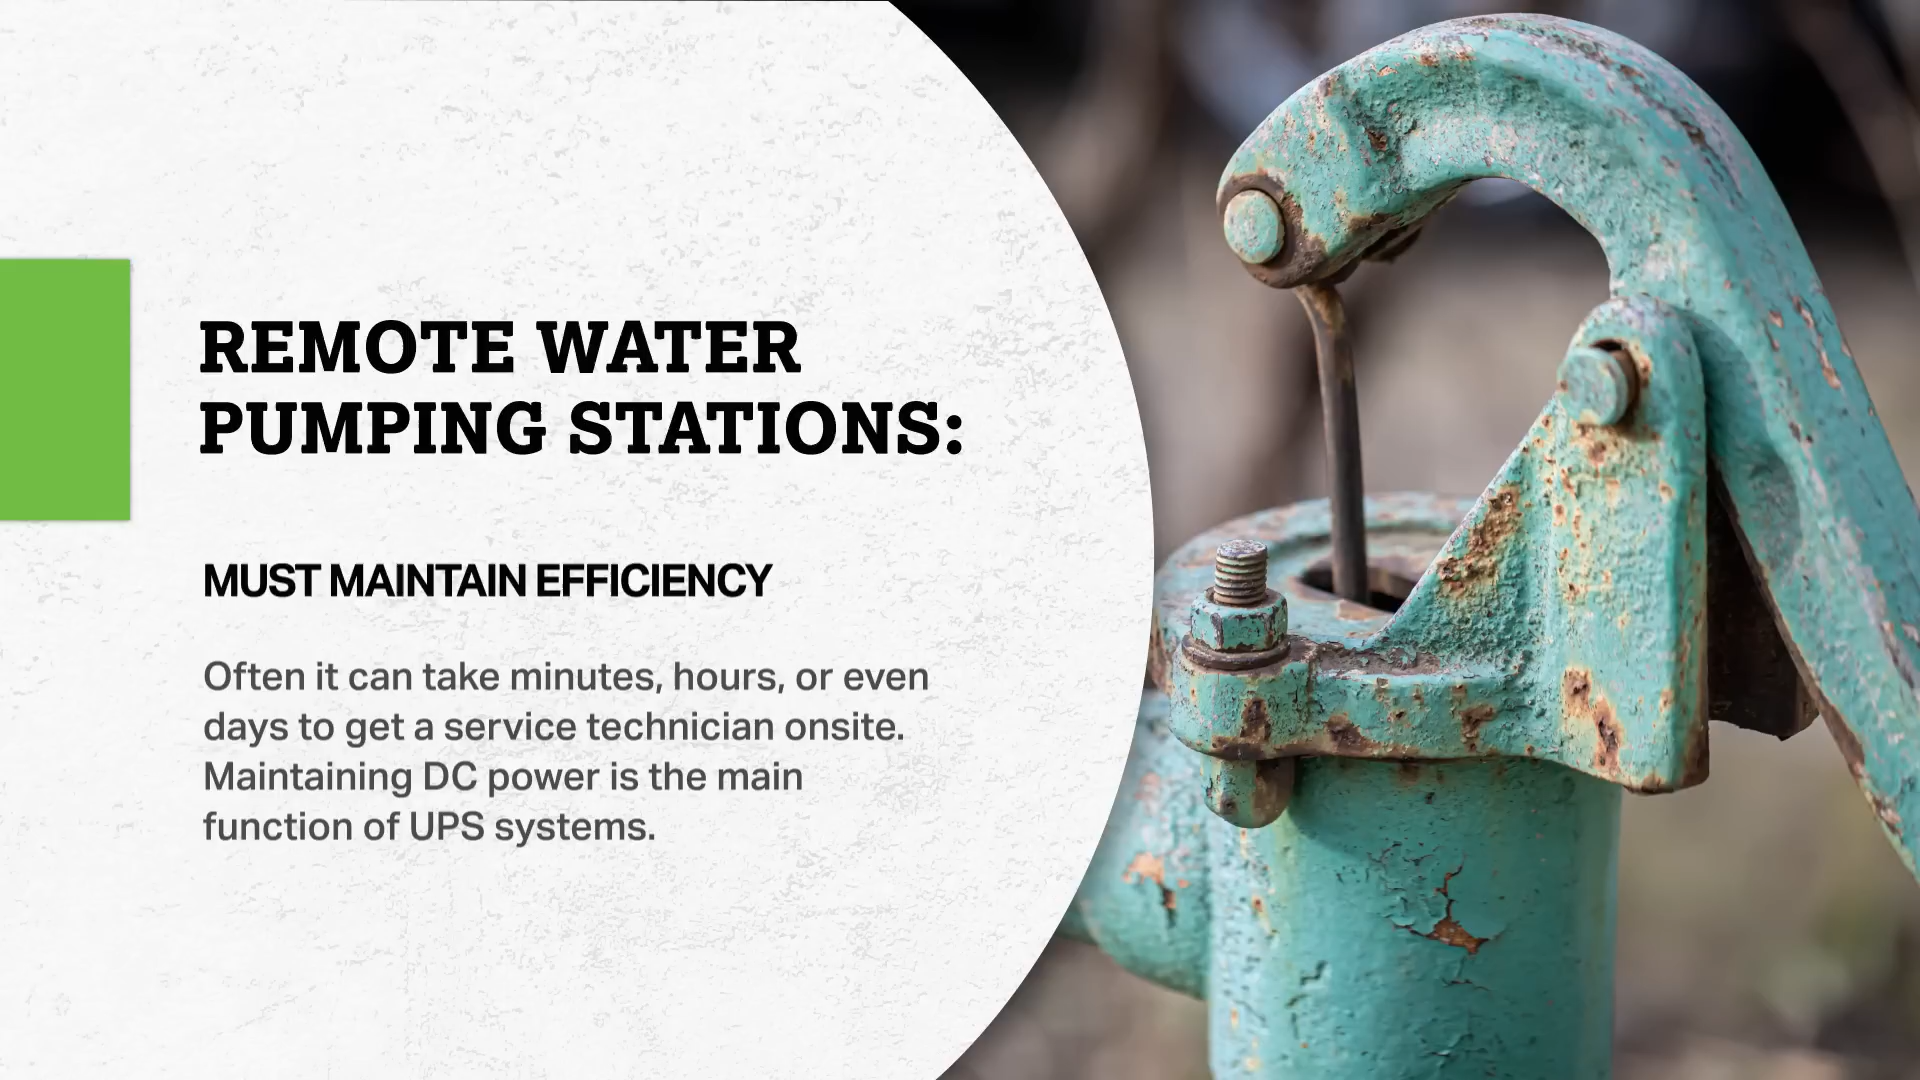 REMOTE WATER
PUMPING STATIONS:
MUST MAINTAIN EFFICIENCY
Often it can take minutes, hours, or even
days to get a service technician onsite.
Maintaining DC power is the main
function of UPS systems.